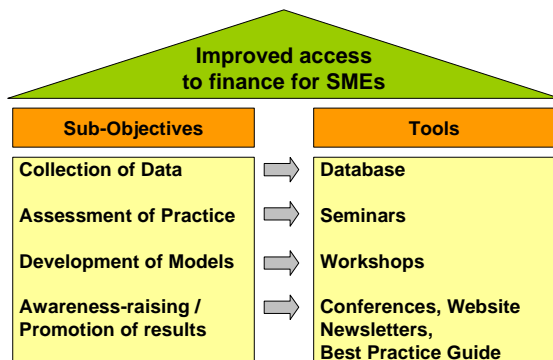 Improved access
to finance for SMEs
Sub-Objectives
Tools
Collection of Data
Database
Assessment of Practice
Seminars
Development of Models
Workshops
Awareness-raising /
Promotion of results
Conferences, Website
Newsletters,
Best Practice Guide